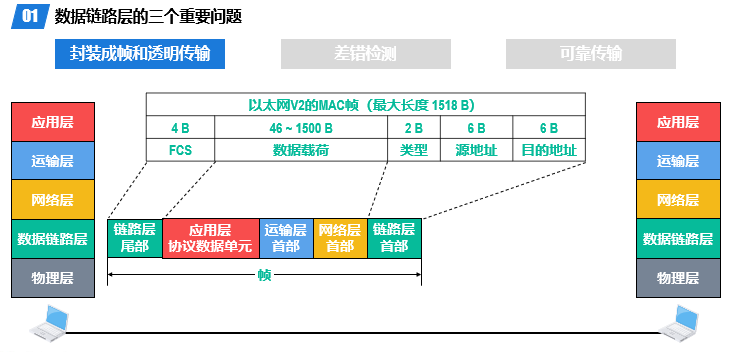 01 数据链路层的三个重要问题
封装成帧和透明传输 差错检测 可靠传输
以太网V2的MAC帧（最大长度 1518 B）
4 B 46 ~ 1500 B 2 B 6 B 6 B
FCS 数据载荷 类型 源地址 目的地址
应用层
运输层
网络层
数据链路层
物理层
链路层
尾部
应用层
协议数据单元
运输层
首部
网络层
首部
链路层
首部
帧
应用层
运输层
网络层
数据链路层
物理层